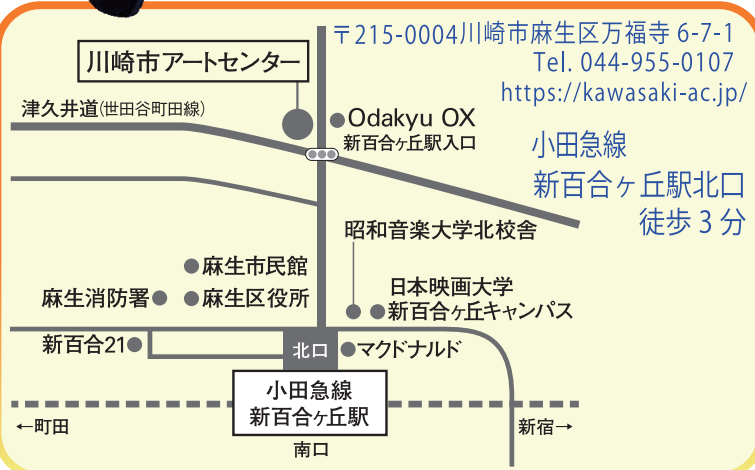 〒215-0004川崎市麻生区万福寺 6-7-1
Tel. 044-955-0107
https://kawasaki-ac.jp/
川崎市アートセンター
津久井道(世田谷町田線)
Odakyu OX
新百合ヶ丘駅入口
小田急線
新百合ヶ丘駅北口
徒歩 3 分
昭和音楽大学北校舎
麻生市民館
日本映画大学
新百合ヶ丘キャンパス
麻生消防署
麻生区役所
新百合21
北口
マクドナルド
小田急線
新百合ヶ丘駅
←町田
新宿→
南口